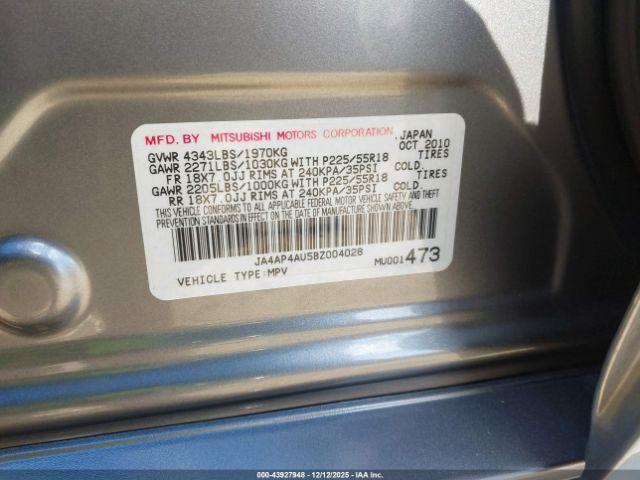 MFD. BY MITSUBISHI MOTORS CORPORATION, JAPAN
GVWR 4343LBS/1970KG OCT 2010
GAWR 2271LBS/1030KG WITH P225/55R18 TIRES
FR 18X7.0JJ RIMS AT 240KPA/35PSI COLD.
GAWR 2205LBS/1000KG WITH P225/55R18 TIRES
RR 18X7.0JJ RIMS AT 240KPA/35PSI COLD.
THIS VEHICLE CONFORMS TO ALL APPLICABLE FEDERAL MOTOR VEHICLE SAFETY AND THEFT
PREVENTION STANDARDS IN EFFECT ON THE DATE OF MANUFACTURE SHOWN ABOVE.
JA4AP4AU5BZ004028
VEHICLE TYPE:MPV MU001473
© IAA - 43927948 - 12/12/2025 - IAA Inc.